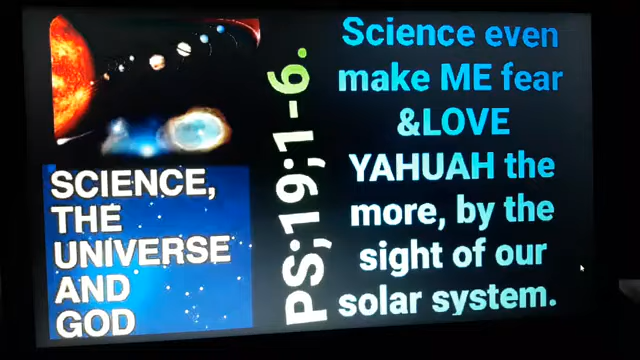 SCIENCE,
THE
UNIVERSE
AND
GOD
PS;19;1-6.
Science even
make ME fear
&LOVE
YAHUAH the
more, by the
sight of our
solar system.